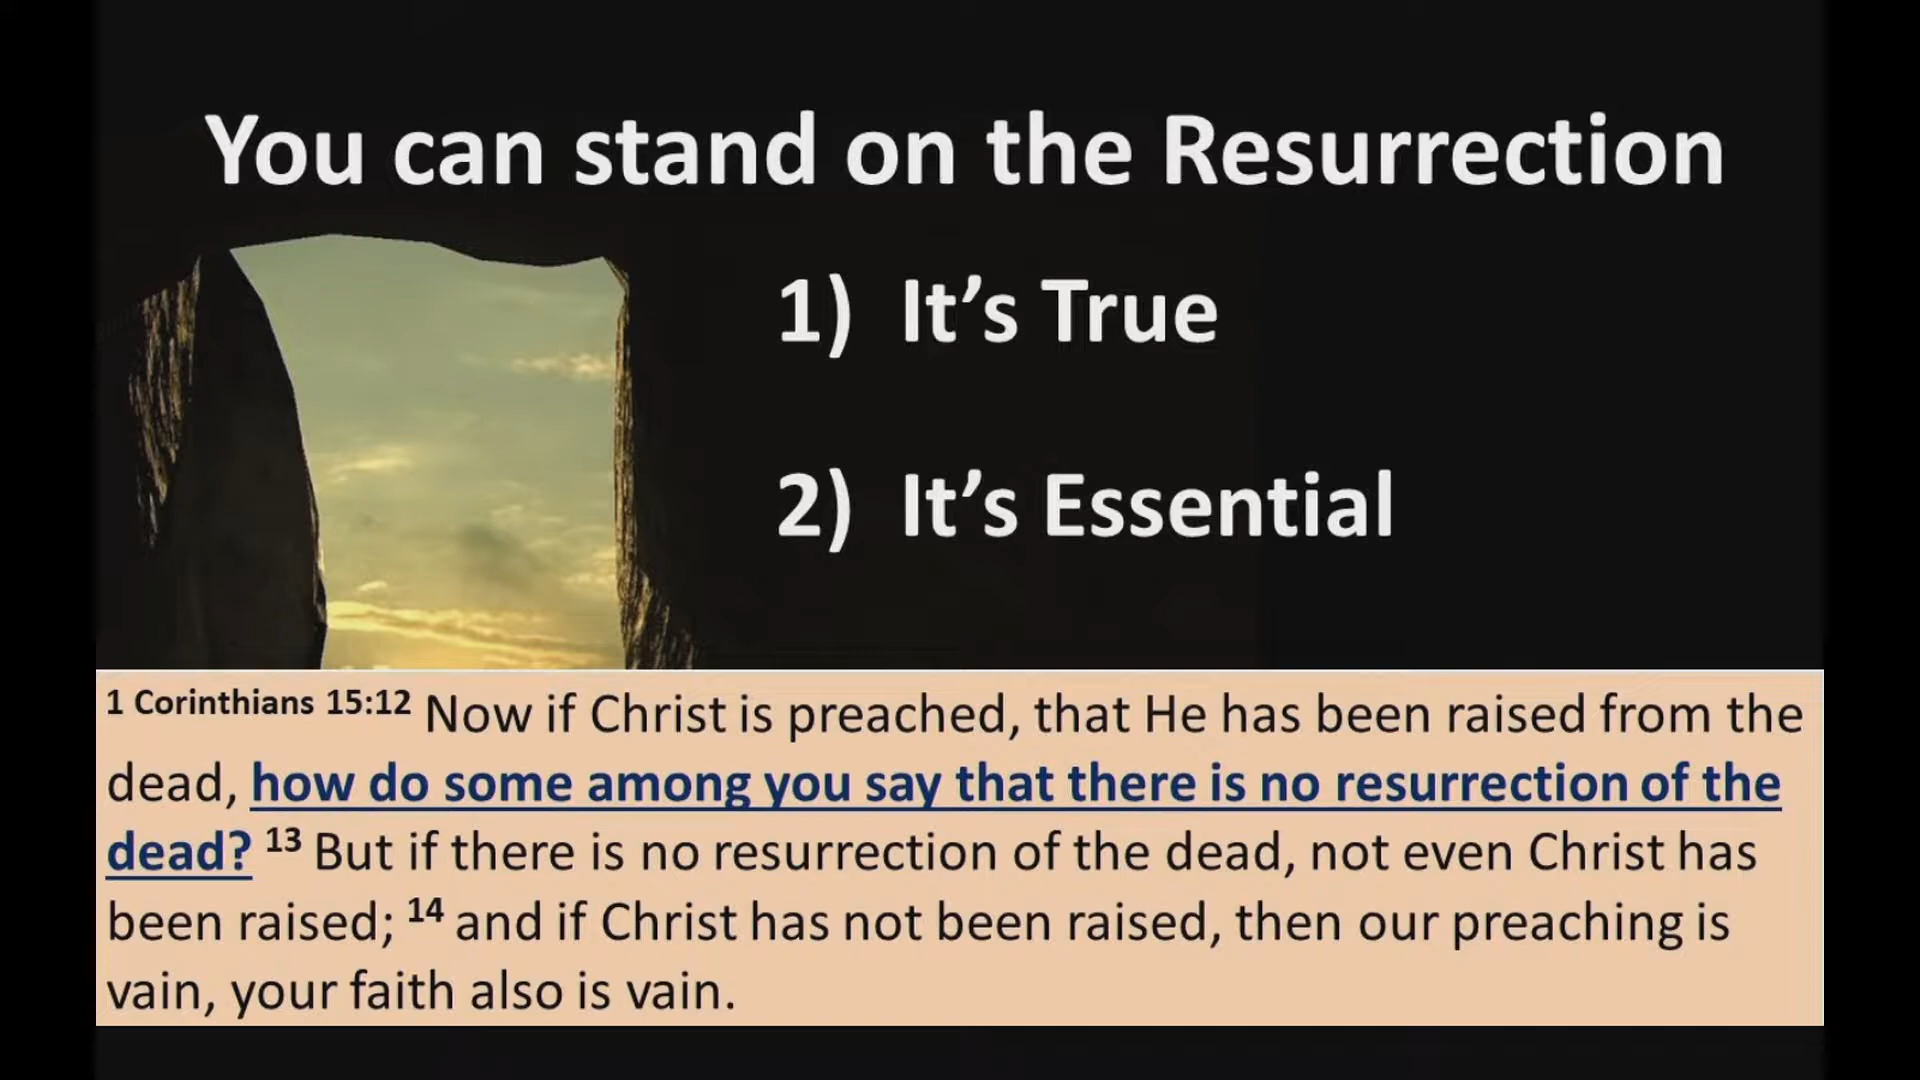 You can stand on the Resurrection
1) It’s True
2) It’s Essential
1 Corinthians 15:12 Now if Christ is preached, that He has been raised from the
dead, how do some among you say that there is no resurrection of the
dead? 13 But if there is no resurrection of the dead, not even Christ has
been raised; 14 and if Christ has not been raised, then our preaching is
vain, your faith also is vain.